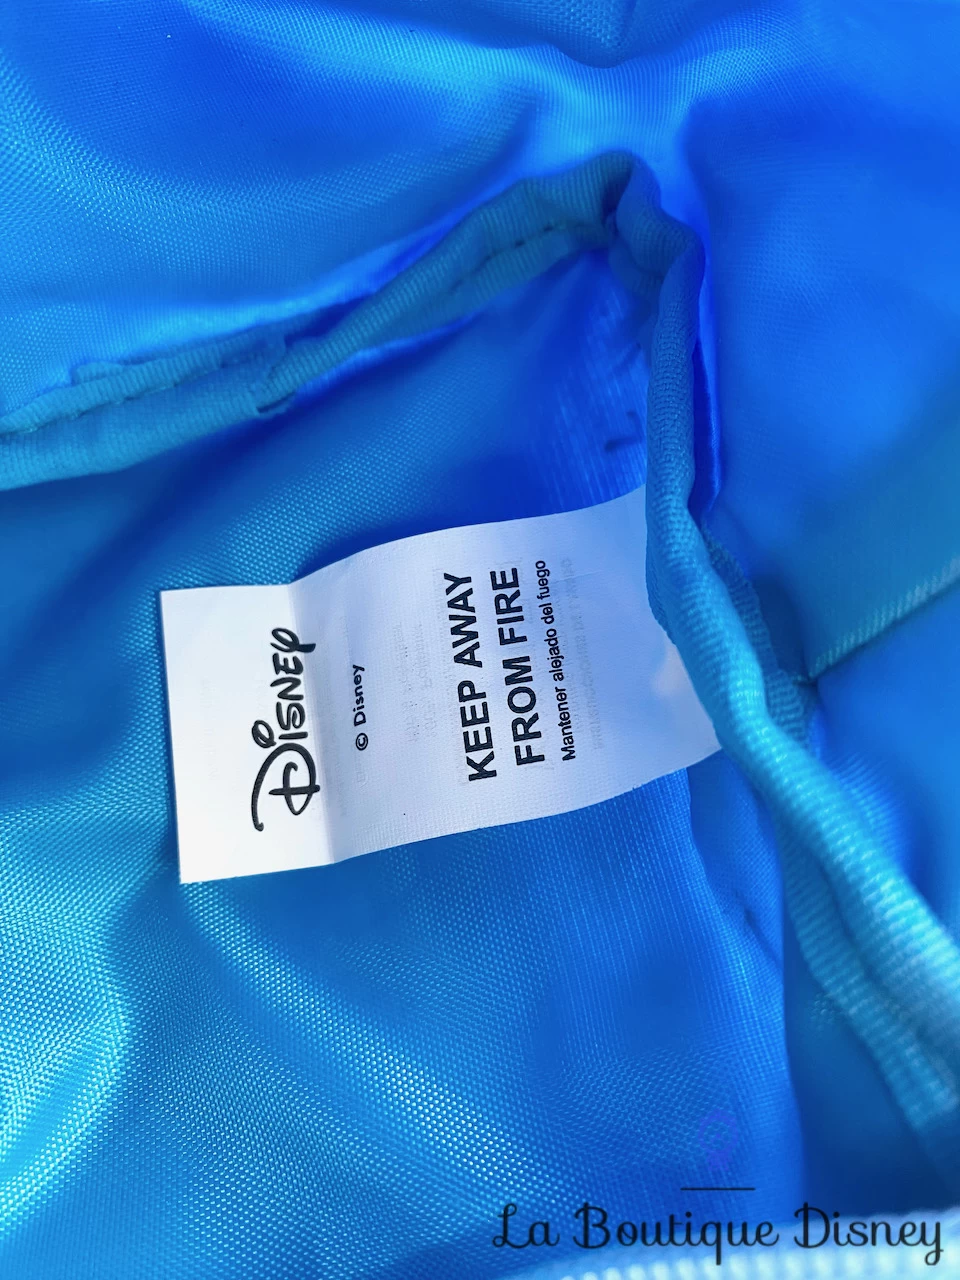 Disney
© Disney
KEEP AWAY
FROM FIRE
Mantener alejado del fuego
La Boutique Disney